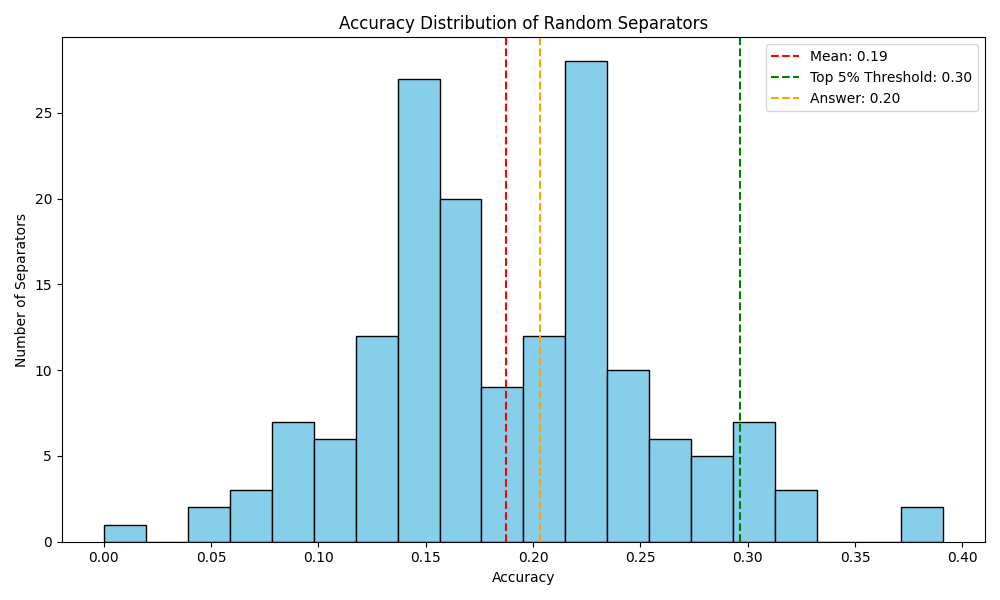 Accuracy Distribution of Random Separators
Mean: 0.19
Top 5% Threshold: 0.30
Answer: 0.20
Number of Separators
25
20
15
10
5
0
0.00 0.05 0.10 0.15 0.20 0.25 0.30 0.35 0.40
Accuracy